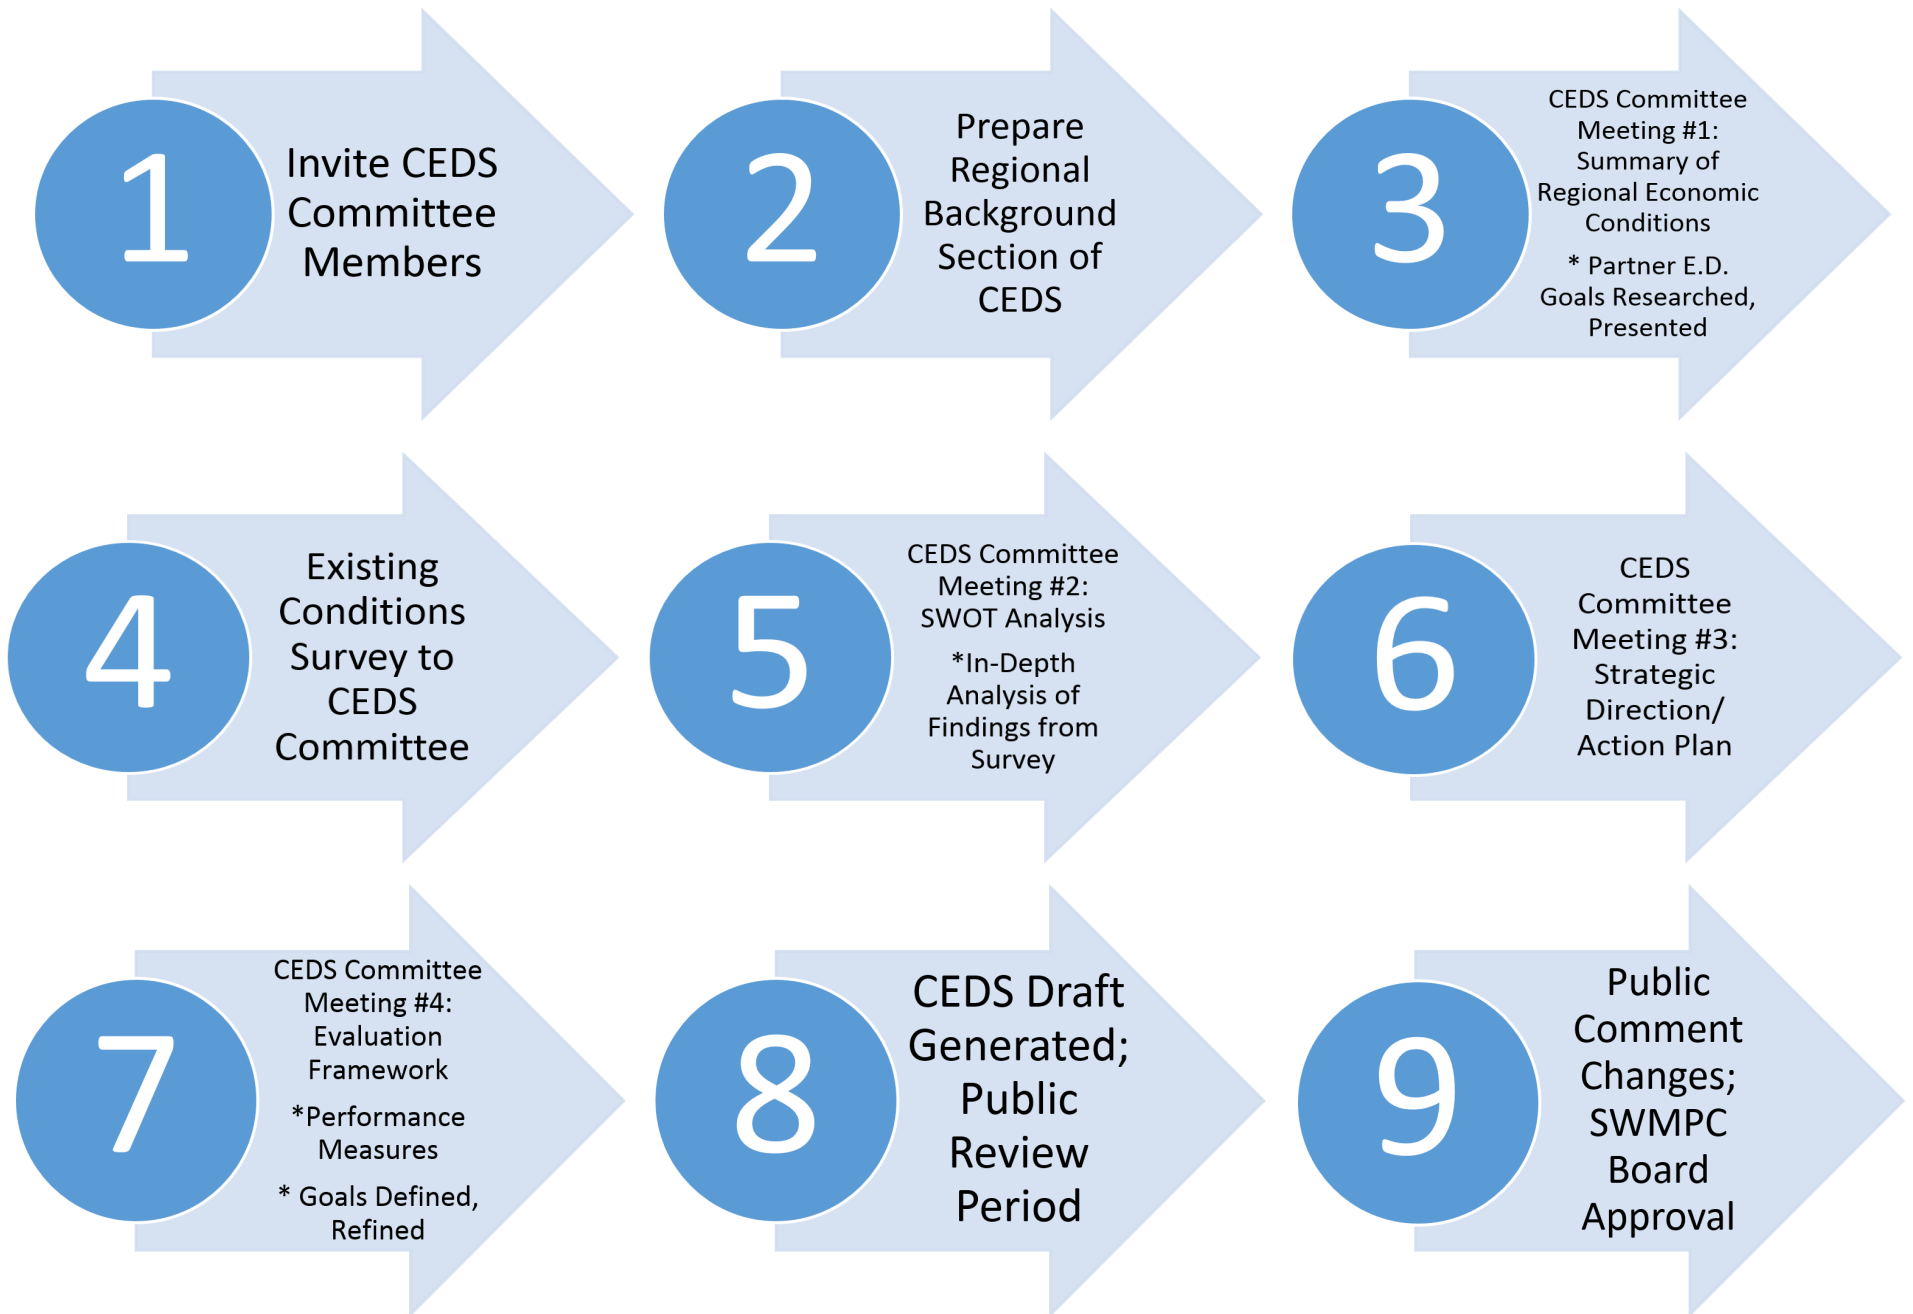 1
Invite CEDS
Committee
Members
2
Prepare
Regional
Background
Section of
CEDS
3
CEDS Committee
Meeting #1:
Summary of
Regional Economic
Conditions
* Partner E.D.
Goals Researched,
Presented
4
Existing
Conditions
Survey to
CEDS
Committee
5
CEDS Committee
Meeting #2:
SWOT Analysis
*In-Depth
Analysis of
Findings from
Survey
6
CEDS
Committee
Meeting #3:
Strategic
Direction/
Action Plan
7
CEDS Committee
Meeting #4:
Evaluation
Framework
*Performance
Measures
* Goals Defined,
Refined
8
CEDS Draft
Generated;
Public
Review
Period
9
Public
Comment
Changes;
SWMPC
Board
Approval